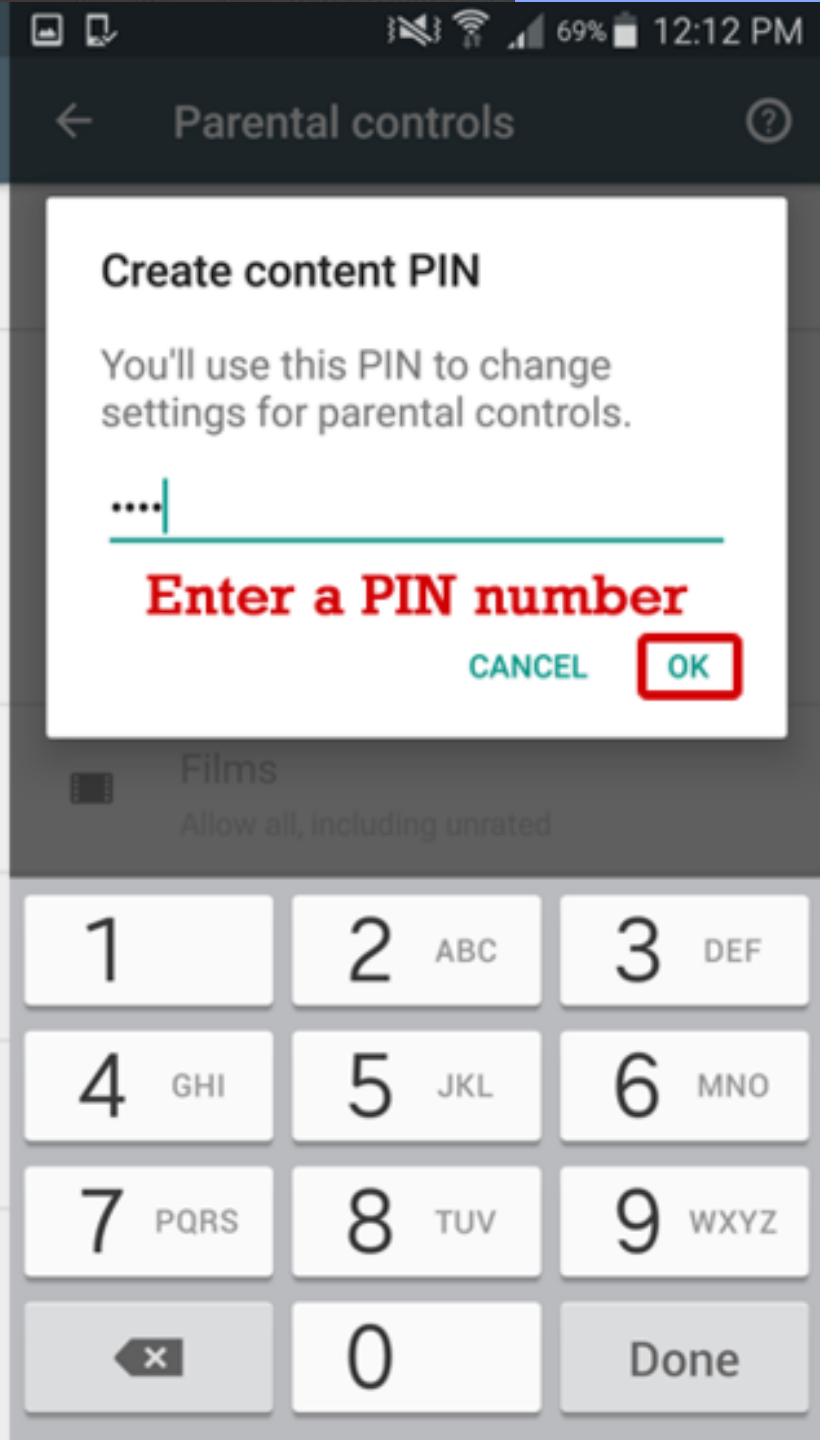 69% 12:12 PM
Parental controls
Create content PIN
You'll use this PIN to change
settings for parental controls.
••••
Enter a PIN number
CANCEL OK
Films
Allow all, including unrated
1 2 ABC 3 DEF
4 GHI 5 JKL 6 MNO
7 PQRS 8 TUV 9 WXYZ
0 Done